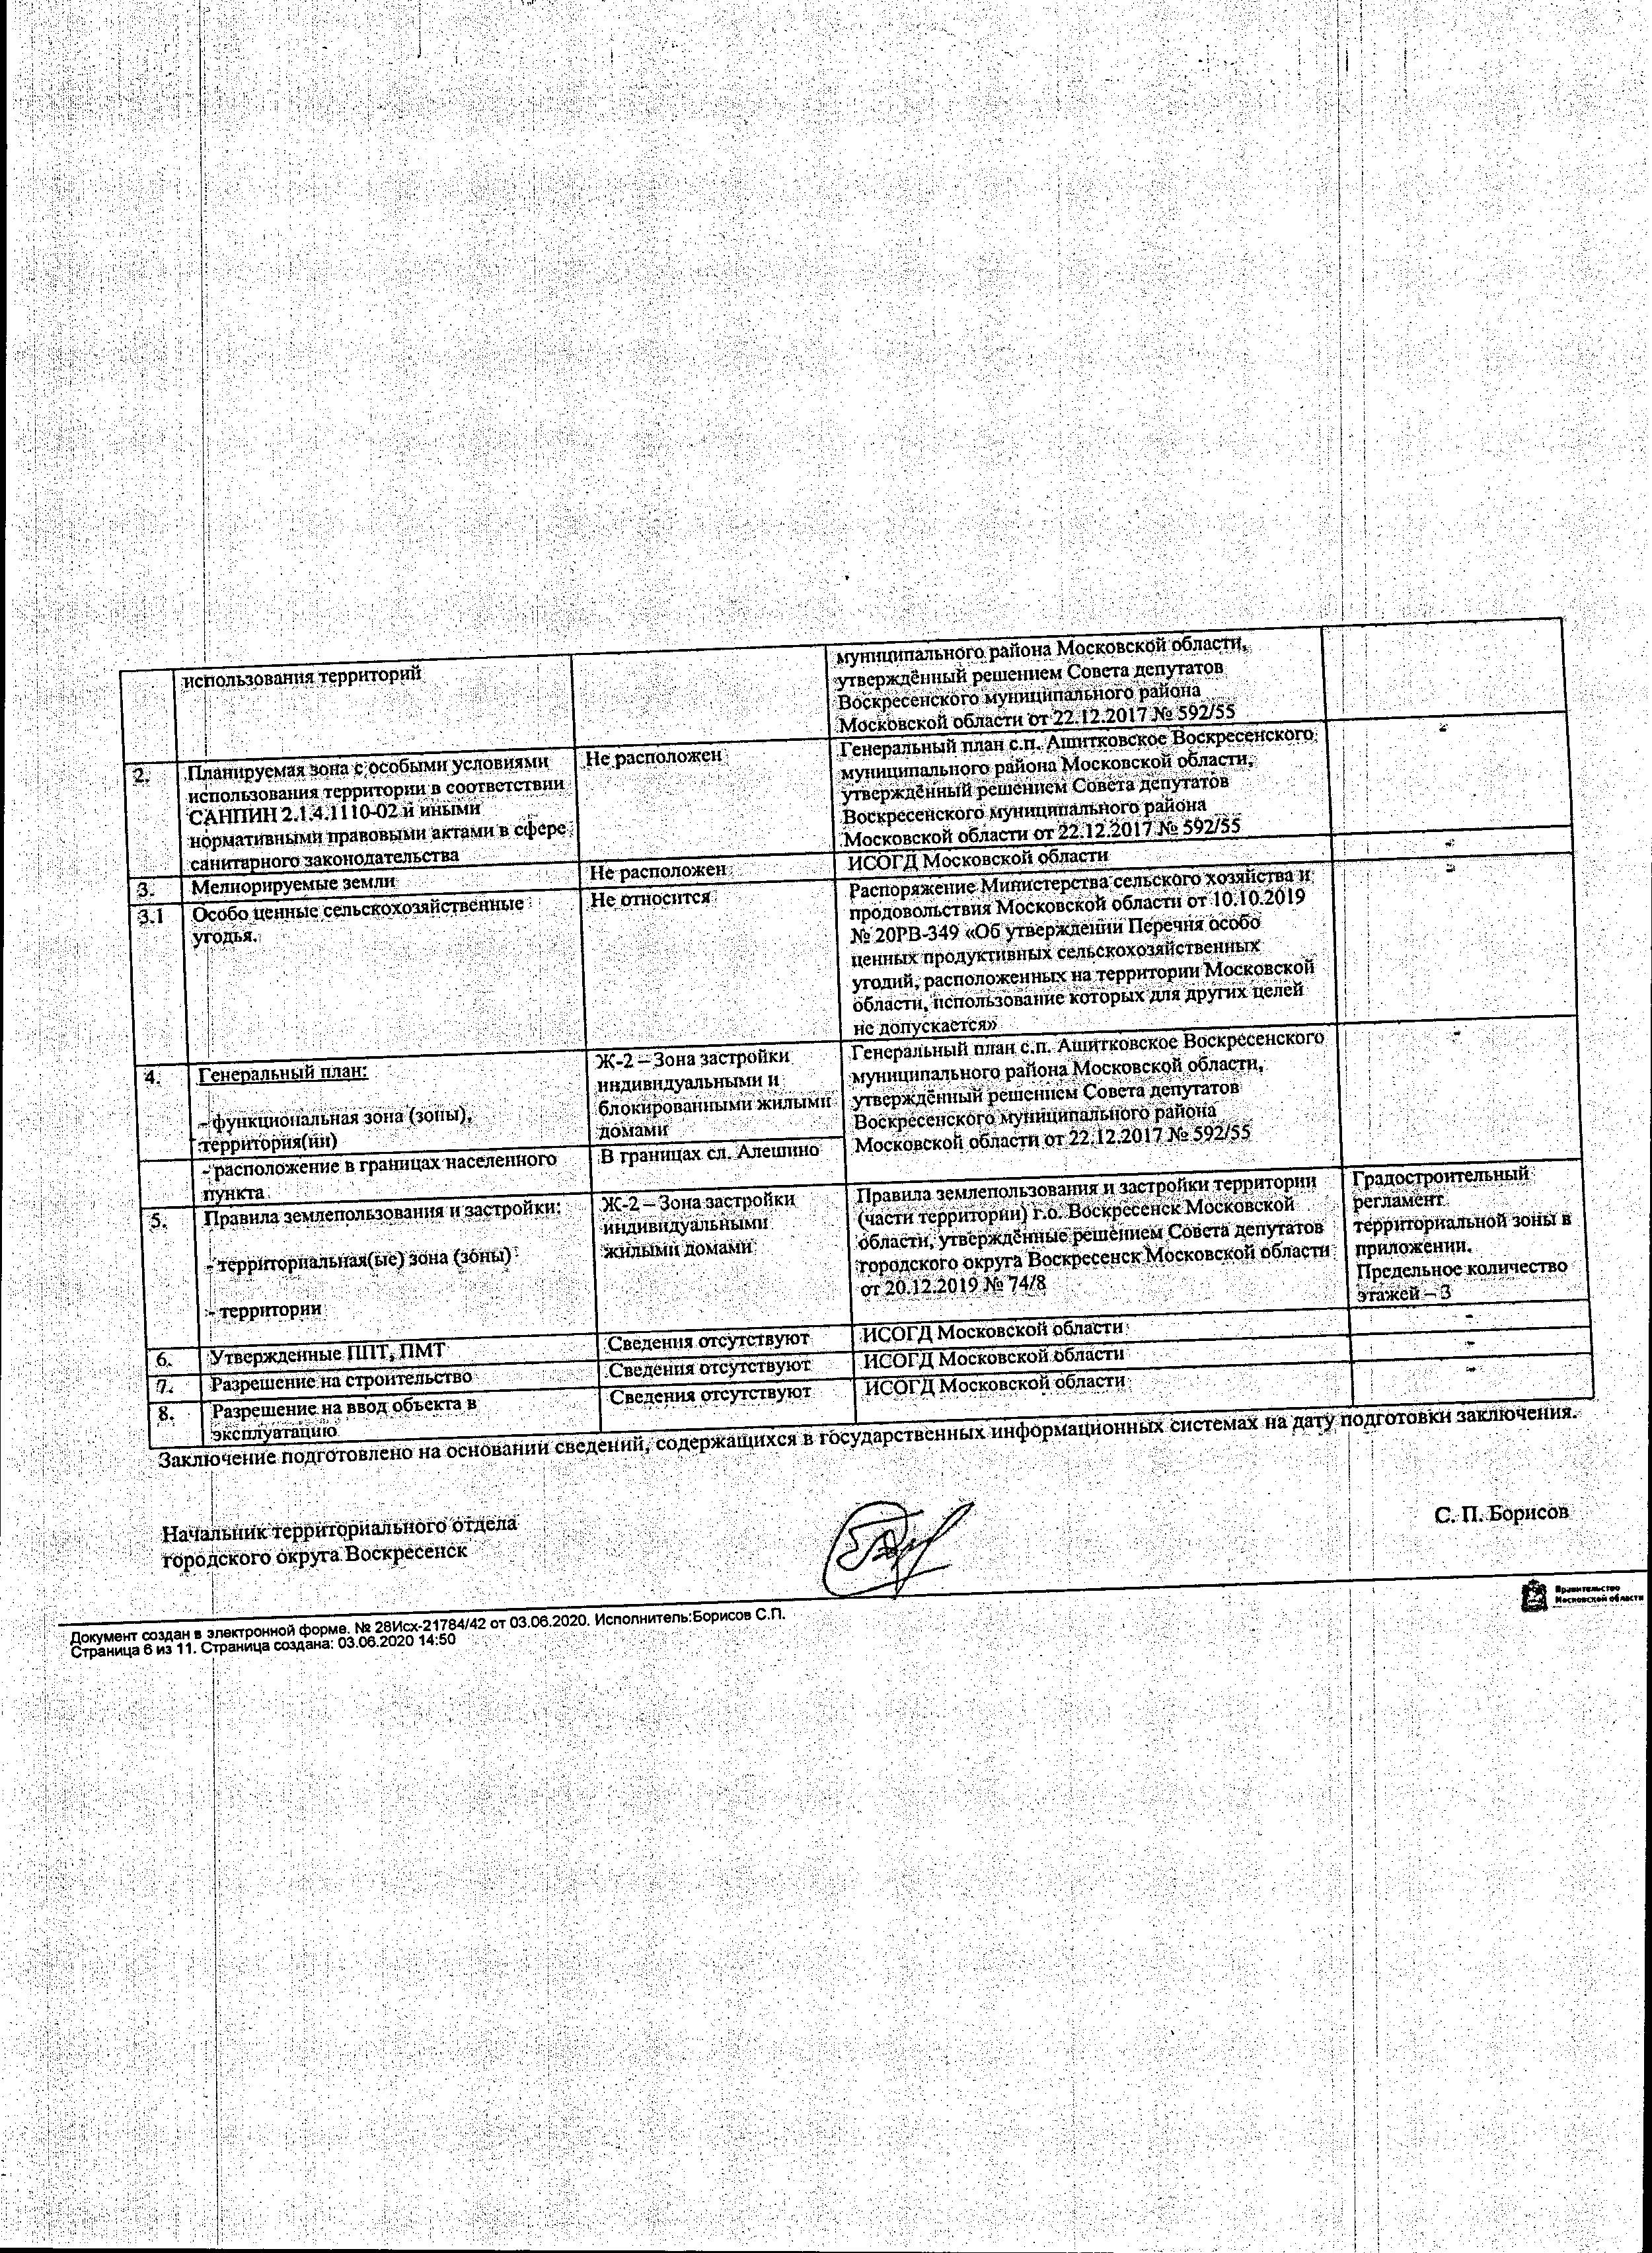 использования территорий
муниципального района Московской области,
утверждённый решением Совета депутатов
Воскресенского муниципального района
Московской области от 22.12.2017 № 592/55
2.
Планируемая зона с особыми условиями
использования территории в соответствии
САНПИН 2.1.4.1110-02 и иными
нормативными правовыми актами в сфере
санитарного законодательства
Не расположен
Генеральный план с.п. Ашитковское Воскресенского
муниципального района Московской области,
утверждённый решением Совета депутатов
Воскресенского муниципального района
Московской области от 22.12.2017 № 592/55
-
3.
Мелиорируемые земли
Не расположен
ИСОГД Московской области
-
3.1
Особо ценные сельскохозяйственные
угодья.
Не относится
Распоряжение Министерства сельского хозяйства и
продовольствия Московской области от 10.10.2019
№ 20РВ-349 «Об утверждении Перечня особо
ценных продуктивных сельскохозяйственных
угодий, расположенных на территории Московской
области, использование которых для других целей
не допускается»
-
4.
Генеральный план:
- функциональная зона (зоны),
территория(ии)
Ж-2 – Зона застройки
индивидуальными и
блокированными жилыми
домами
Генеральный план с.п. Ашитковское Воскресенского
муниципального района Московской области,
утверждённый решением Совета депутатов
Воскресенского муниципального района
Московской области от 22.12.2017 № 592/55
-
- расположение в границах населенного
пункта
В границах сл. Алешино
5.
Правила землепользования и застройки:
- территориальная(ые) зона (зоны)
- территории
Ж-2 – Зона застройки
индивидуальными
жилыми домами
Правила землепользования и застройки территории
(части территории) г.о. Воскресенск Московской
области, утверждённые решением Совета депутатов
городского округа Воскресенск Московской области
от 20.12.2019 № 74/8
Градостроительный
регламент
территориальной зоны в
приложении.
Предельное количество
этажей – 3
6.
Утвержденные ППТ, ПМТ
Сведения отсутствуют
ИСОГД Московской области
-
7.
Разрешение на строительство
Сведения отсутствуют
ИСОГД Московской области
-
8.
Разрешение на ввод объекта в
эксплуатацию
Сведения отсутствуют
ИСОГД Московской области
-
Заключение подготовлено на основании сведений, содержащихся в государственных информационных системах на дату подготовки заключения.
Начальник территориального отдела
городского округа Воскресенск
С. П. Борисов
Документ создан в электронной форме. № 28Исх-21784/42 от 03.06.2020. Исполнитель:Борисов С.П.
Страница 6 из 11. Страница создана: 03.06.2020 14:50
Правительство
Московской области